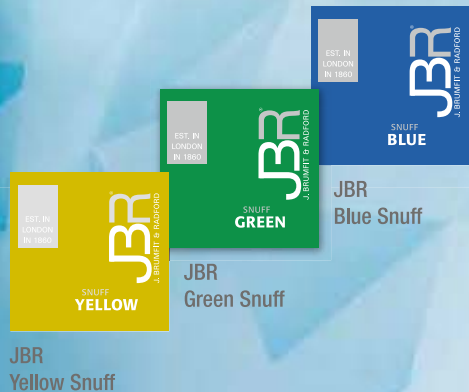 EST. IN
LONDON
IN 1860
JBR®
J. BRUMFIT & RADFORD
SNUFF
BLUE
JBR
Blue Snuff
EST. IN
LONDON
IN 1860
JBR®
J. BRUMFIT & RADFORD
SNUFF
GREEN
JBR
Green Snuff
EST. IN
LONDON
IN 1860
JBR®
J. BRUMFIT & RADFORD
SNUFF
YELLOW
JBR
Yellow Snuff